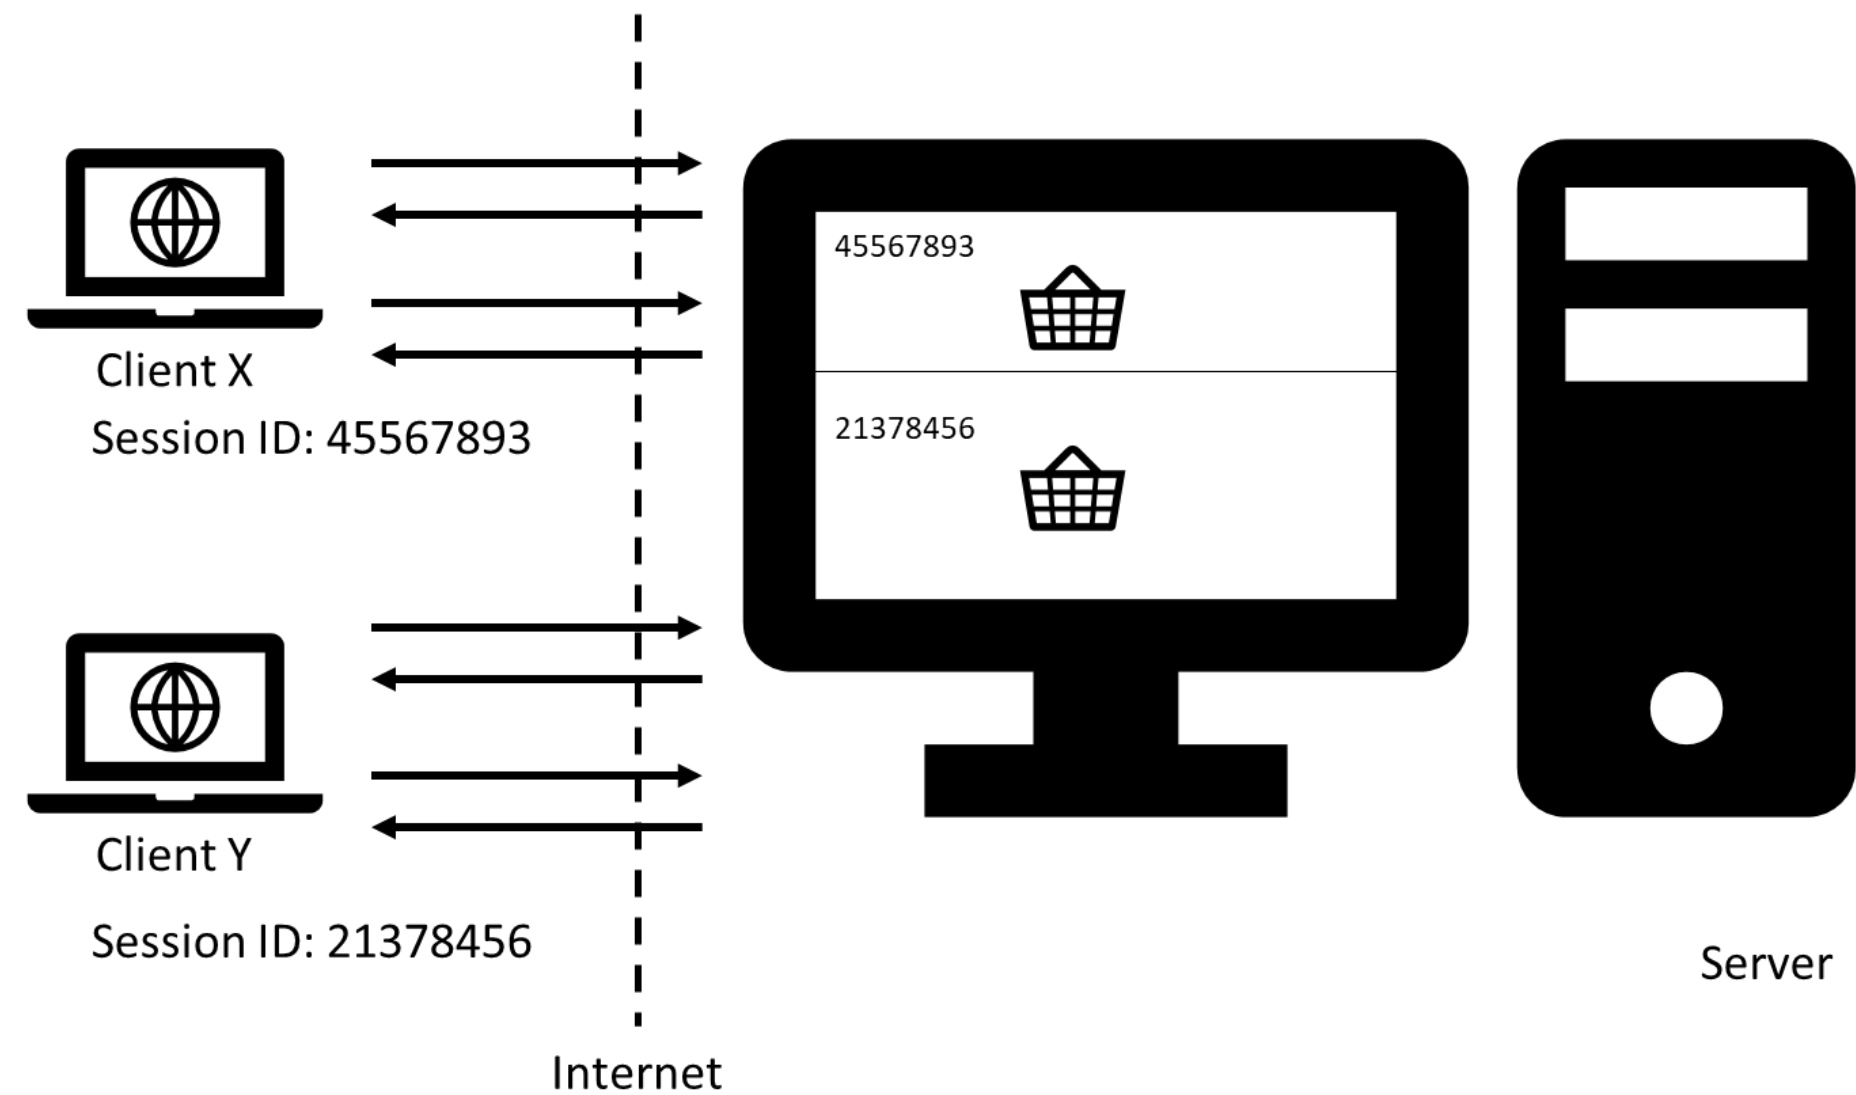 Client X
Session ID: 45567893
45567893
21378456
Client Y
Session ID: 21378456
Server
Internet